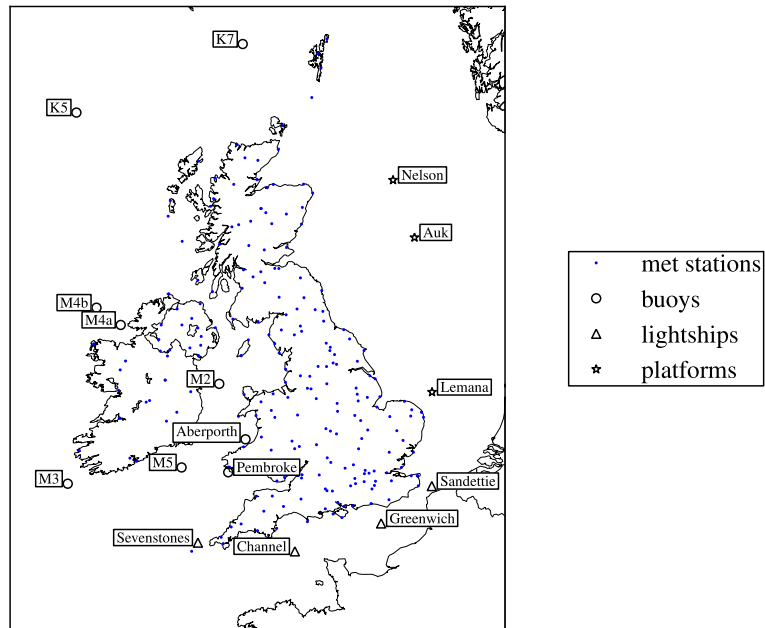 K7
K5
Nelson
Auk
M4b
M4a
M2
Lemana
Aberporth
M5
Pembroke
M3
Sandettie
Greenwich
Sevenstones
Channel
met stations
buoys
lightships
platforms